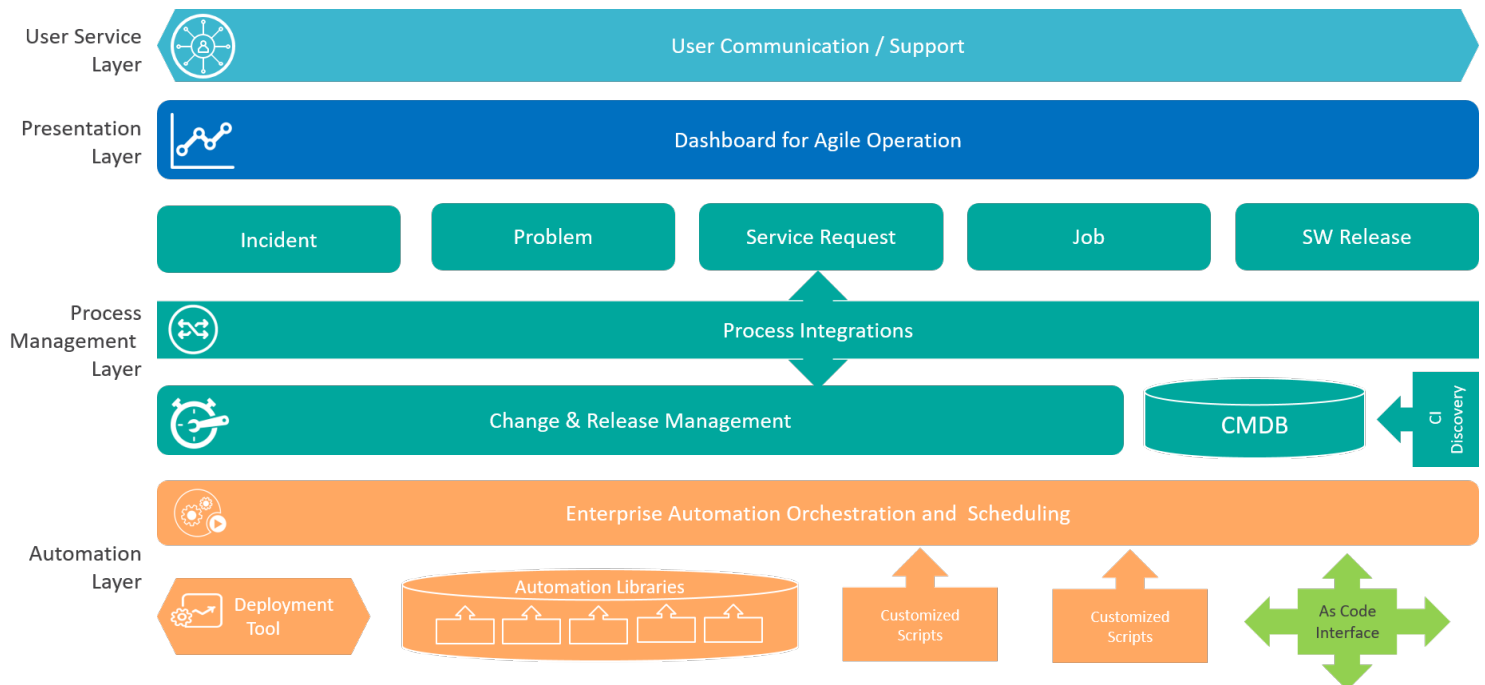 User Service
Layer
User Communication / Support
Presentation
Layer
Dashboard for Agile Operation
Incident
Problem
Service Request
Job
SW Release
Process
Management
Layer
Process Integrations
Change & Release Management
CMDB
CI
Discovery
Enterprise Automation Orchestration and Scheduling
Automation
Layer
Deployment
Tool
Automation Libraries
Customized
Scripts
Customized
Scripts
As Code
Interface